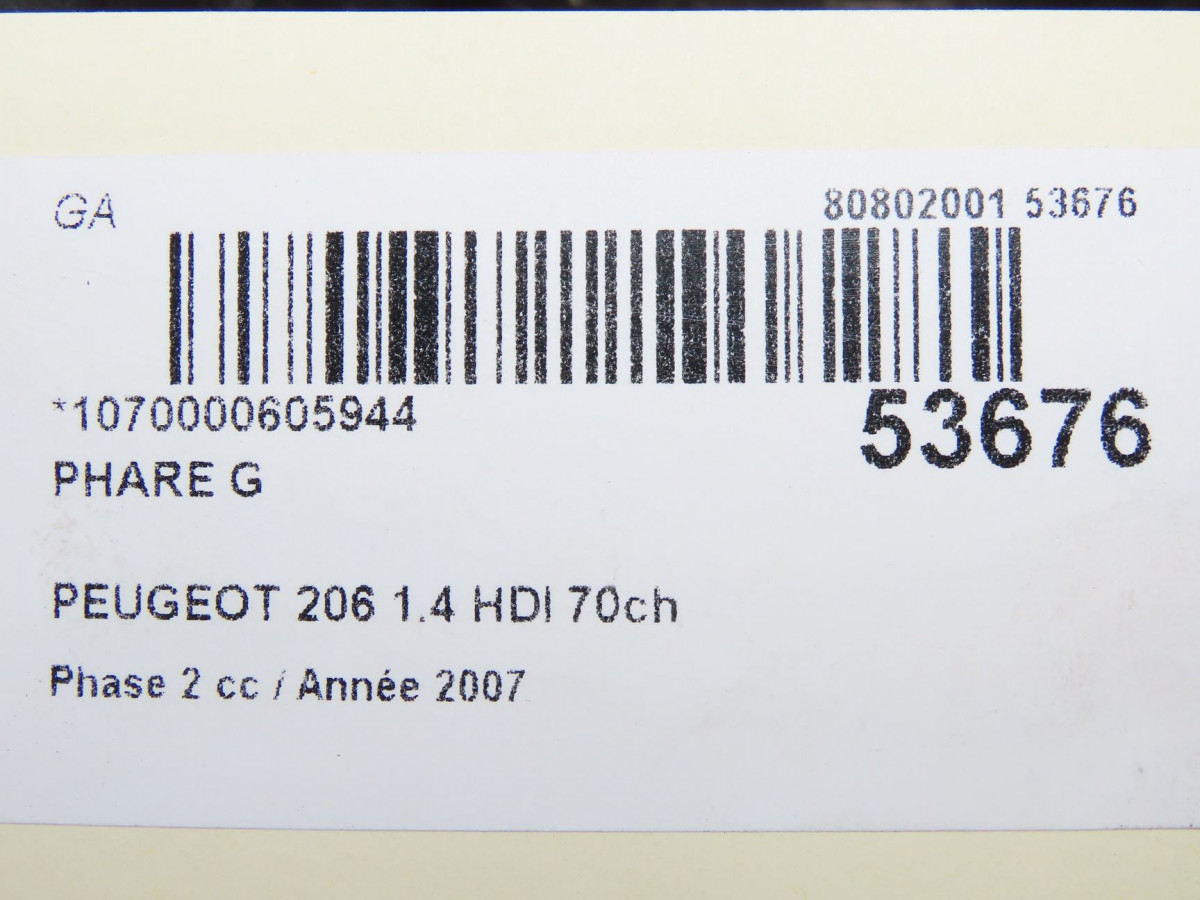 GA
80802001 53676
*1070000605944
53676
PHARE G
PEUGEOT 206 1.4 HDI 70ch
Phase 2 cc / Année 2007